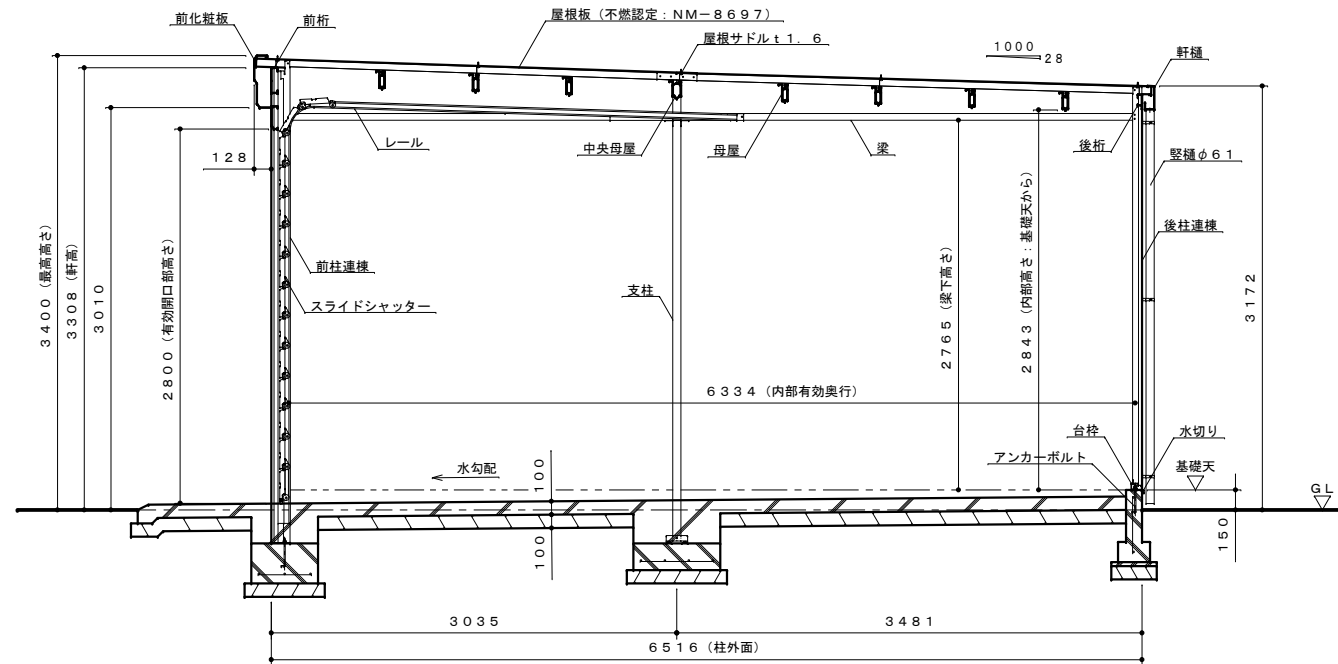 屋根板（不燃認定：NM－8697）
前化粧板
前桁
屋根サドルｔ1．6
1000
28
軒樋
レール
中央母屋
母屋
梁
後桁
128
竪樋φ61
3400（最高高さ）
3308（軒高）
3010
2800（有効開口部高さ）
前柱連棟
スライドシャッター
支柱
2765（梁下高さ）
2843（内部高さ：基礎天から）
後柱連棟
3172
6334（内部有効奥行）
台枠
水切り
アンカーボルト
基礎天
水勾配
100
100
GL
150
3035
3481
6516（柱外面）